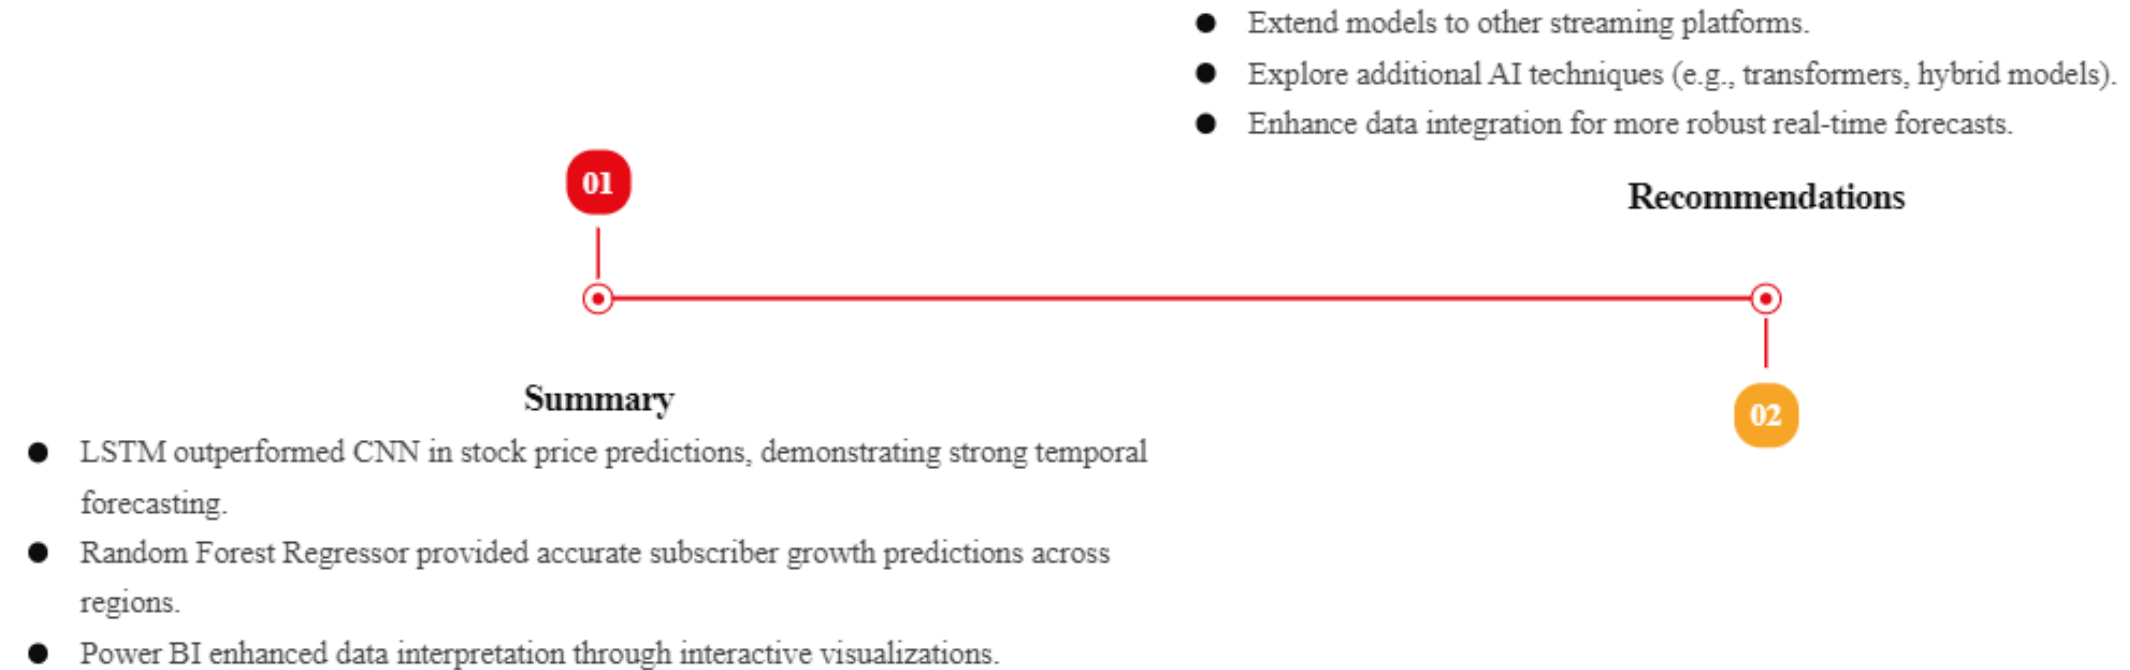 ● Extend models to other streaming platforms.
● Explore additional AI techniques (e.g., transformers, hybrid models).
● Enhance data integration for more robust real-time forecasts.
01
Recommendations
Summary
02
● LSTM outperformed CNN in stock price predictions, demonstrating strong temporal
forecasting.
● Random Forest Regressor provided accurate subscriber growth predictions across
regions.
● Power BI enhanced data interpretation through interactive visualizations.